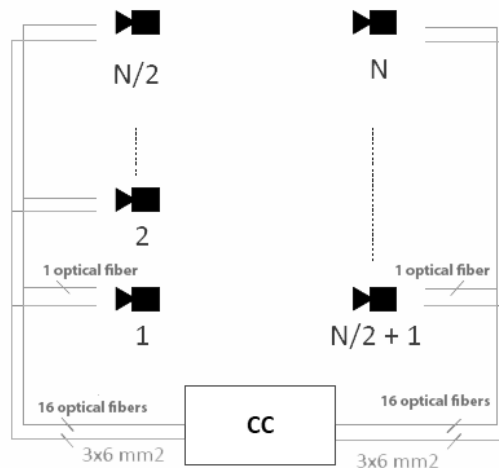 N/2
N
2
1 optical fiber
1 optical fiber
1
N/2 + 1
16 optical fibers
16 optical fibers
CC
3x6 mm2
3x6 mm2